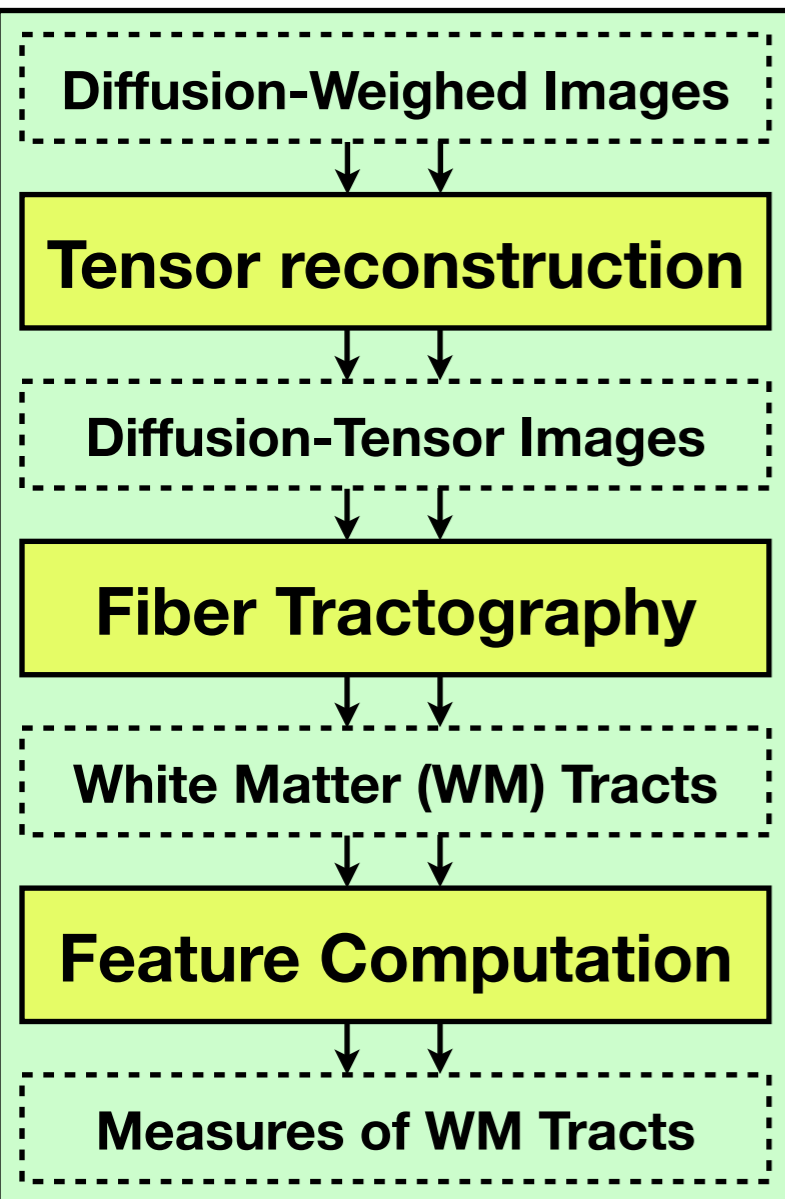 Diffusion-Weighed Images
Tensor reconstruction
Diffusion-Tensor Images
Fiber Tractography
White Matter (WM) Tracts
Feature Computation
Measures of WM Tracts